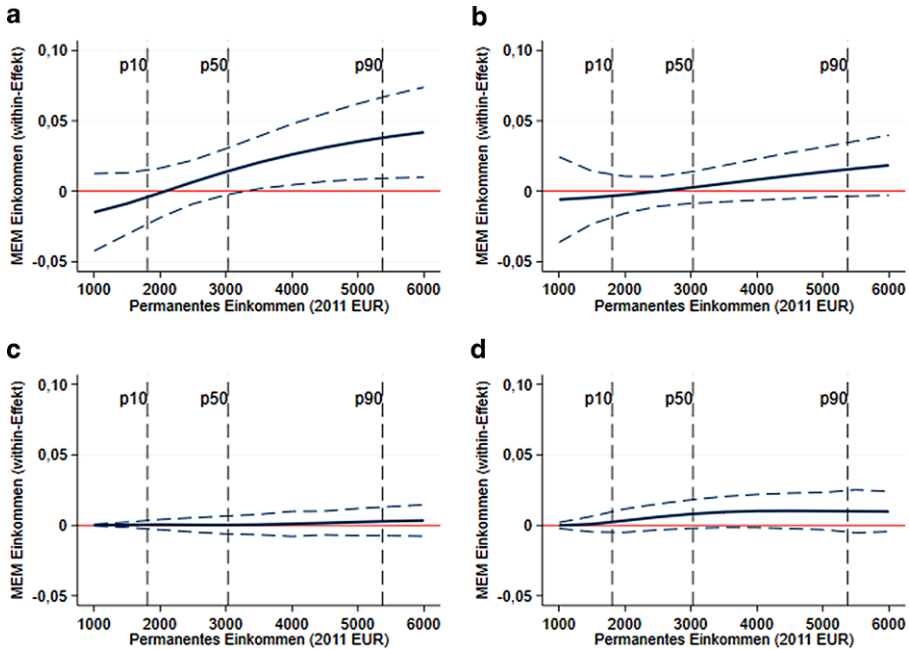 a
MEM Einkommen (within-Effekt)
0,10
0,05
0
-0,05
p10
p50
p90
1000 2000 3000 4000 5000 6000
Permanentes Einkommen (2011 EUR)
b
MEM Einkommen (within-Effekt)
0,10
0,05
0
-0,05
p10
p50
p90
1000 2000 3000 4000 5000 6000
Permanentes Einkommen (2011 EUR)
c
MEM Einkommen (within-Effekt)
0,10
0,05
0
-0,05
p10
p50
p90
1000 2000 3000 4000 5000 6000
Permanentes Einkommen (2011 EUR)
d
MEM Einkommen (within-Effekt)
0,10
0,05
0
-0,05
p10
p50
p90
1000 2000 3000 4000 5000 6000
Permanentes Einkommen (2011 EUR)